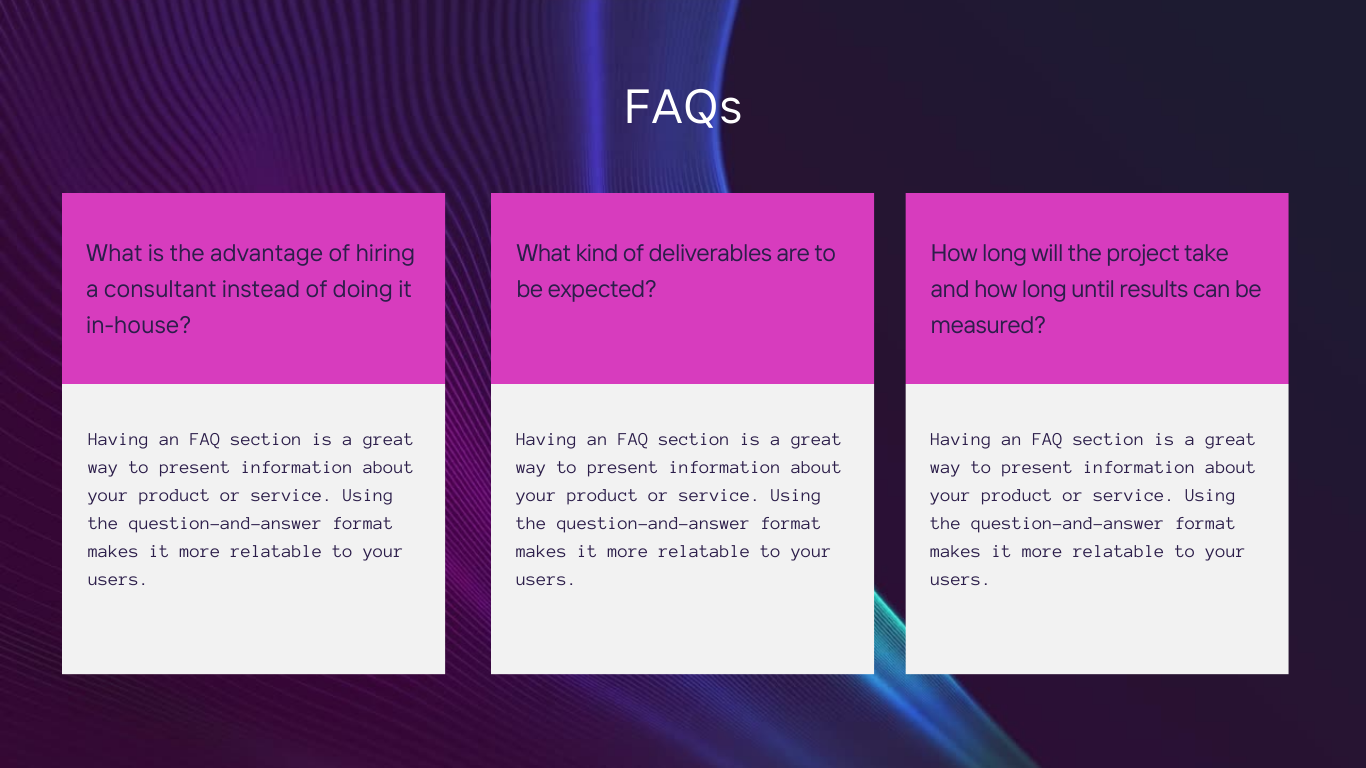 FAQs
What is the advantage of hiring
a consultant instead of doing it
in-house?
Having an FAQ section is a great
way to present information about
your product or service. Using
the question-and-answer format
makes it more relatable to your
users.
What kind of deliverables are to
be expected?
Having an FAQ section is a great
way to present information about
your product or service. Using
the question-and-answer format
makes it more relatable to your
users.
How long will the project take
and how long until results can be
measured?
Having an FAQ section is a great
way to present information about
your product or service. Using
the question-and-answer format
makes it more relatable to your
users.